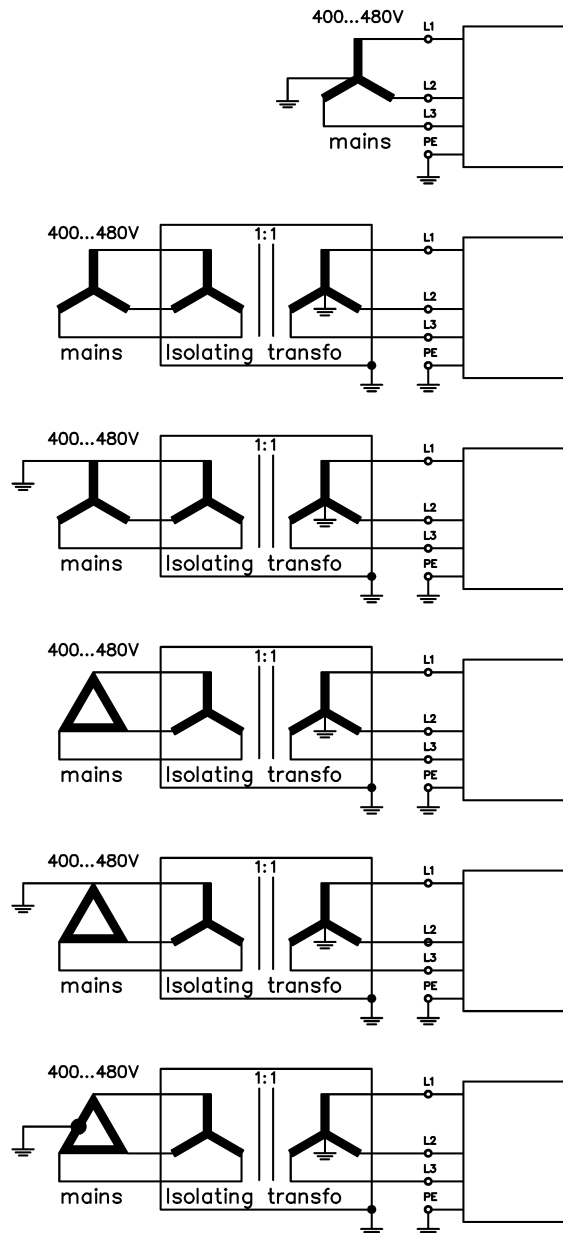 400...480V
L1
L2
L3
PE
mains
400...480V
1:1
L1
L2
L3
PE
mains
Isolating transfo
400...480V
1:1
L1
L2
L3
PE
mains
Isolating transfo
400...480V
1:1
L1
L2
L3
PE
mains
Isolating transfo
400...480V
1:1
L1
L2
L3
PE
mains
Isolating transfo
400...480V
1:1
L1
L2
L3
PE
mains
Isolating transfo